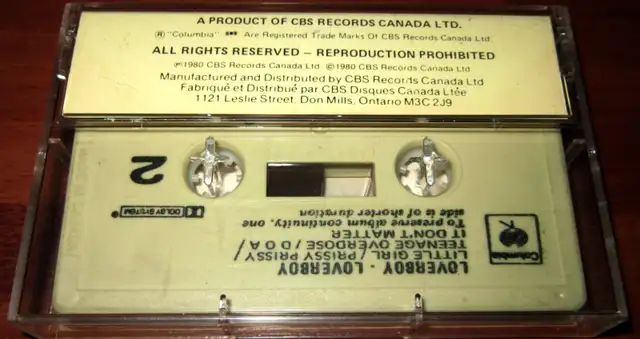 A PRODUCT OF CBS RECORDS CANADA LTD.
® "Columbia" Are Registered Trade Marks Of CBS Records Canada Ltd.
ALL RIGHTS RESERVED – REPRODUCTION PROHIBITED
℗1980 CBS Records Canada Ltd ©1980 CBS Records Canada Ltd
Manufactured and Distributed by CBS Records Canada Ltd
Fabriqué et Distribué par CBS Disques Canada Ltée
1121 Leslie Street, Don Mills, Ontario M3C 2J9
Columbia
LOVERBOY - LOVERBOY
LITTLE GIRL / PRISSY PRISSY /
TEENAGE OVERDOSE / D O A /
IT DON'T MATTER
To preserve album continuity, one
side is of shorter duration
DOLBY SYSTEM
2